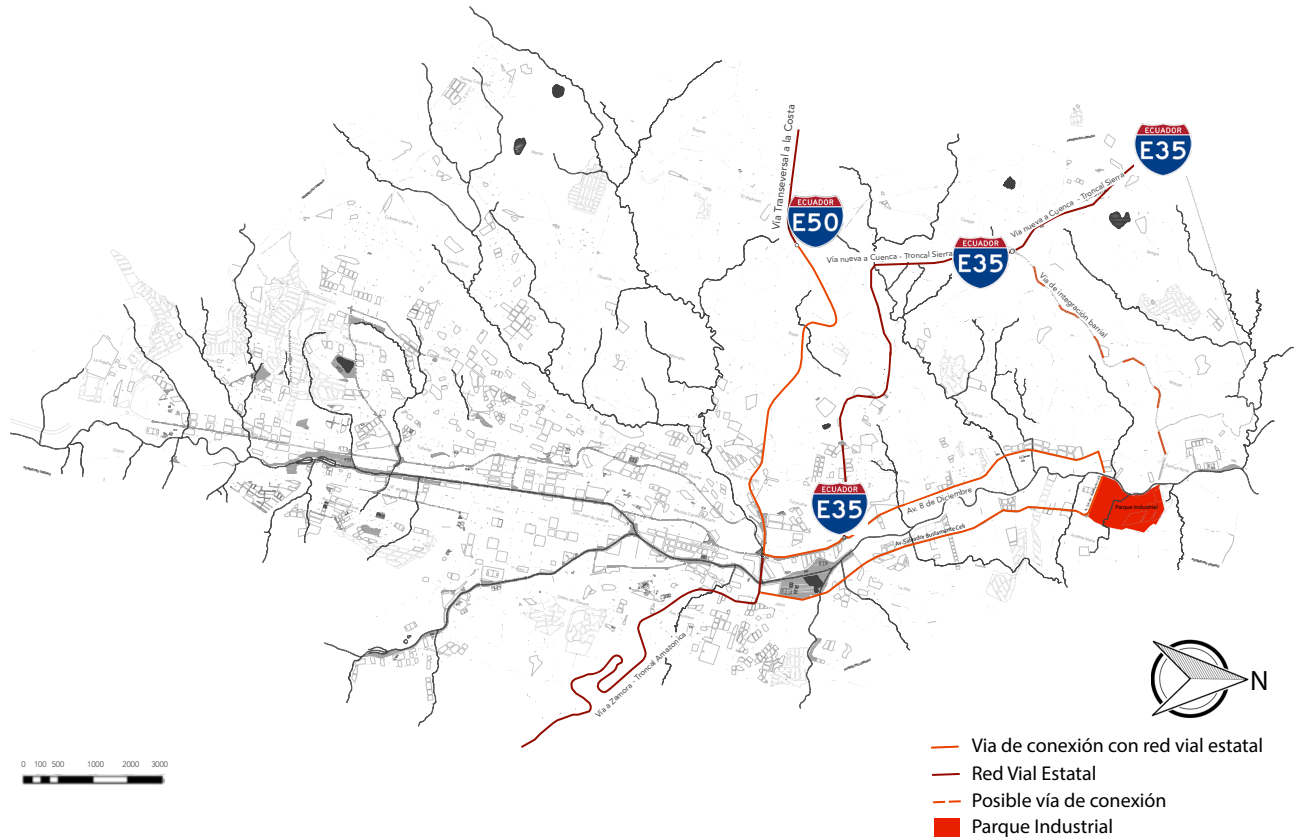 Vía Transeversal a la Costa
ECUADOR
E50
ECUADOR
E35
Vía nueva a Cuenca - Troncal Sierra
Vía nueva a Cuenca - Troncal Sierra
ECUADOR
E35
Vía de integración barrial
ECUADOR
E35
Av. 8 de Diciembre
Av. Salvador Bustamante Celi
Parque Industrial
Vía a Zamora - Troncal Amazonica
N
0 100 500 1000 2000 3000
Via de conexión con red vial estatal
Red Vial Estatal
Posible vía de conexión
Parque Industrial